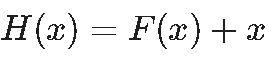 H(x) = F(x) + x